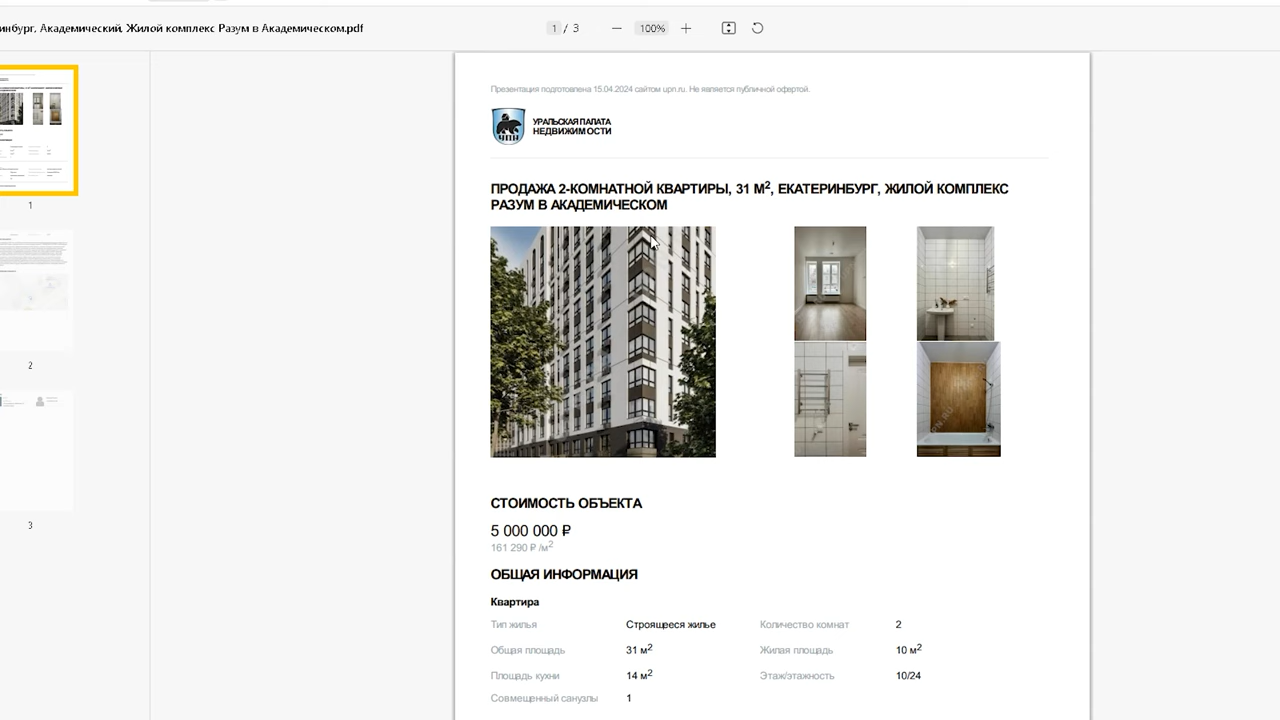 инбург, Академический, Жилой комплекс Разум в Академическом.pdf
1 / 3
100%
1
2
3
Презентация подготовлена 15.04.2024 сайтом upn.ru. Не является публичной офертой.
УПН
УРАЛЬСКАЯ ПАЛАТА
НЕДВИЖИМОСТИ
ПРОДАЖА 2-КОМНАТНОЙ КВАРТИРЫ, 31 М², ЕКАТЕРИНБУРГ, ЖИЛОЙ КОМПЛЕКС
РАЗУМ В АКАДЕМИЧЕСКОМ
СТОИМОСТЬ ОБЪЕКТА
5 000 000 ₽
161 290 ₽ /м²
ОБЩАЯ ИНФОРМАЦИЯ
Квартира
Тип жилья Строящееся жилье Количество комнат 2
Общая площадь 31 м² Жилая площадь 10 м²
Площадь кухни 14 м² Этаж/этажность 10/24
Совмещенный санузлы 1